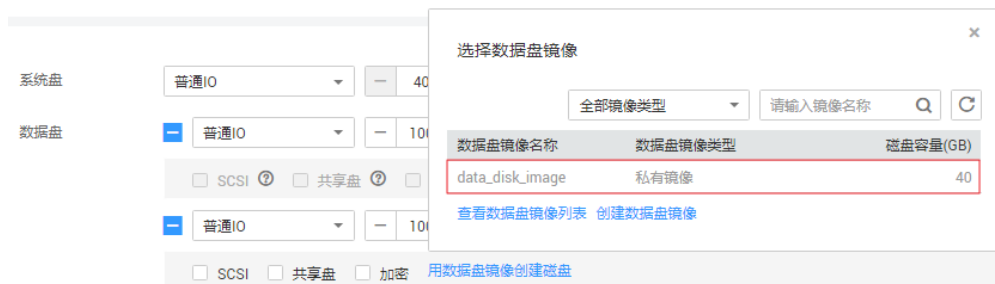 选择数据盘镜像
系统盘 普通IO 40
全部镜像类型 请输入镜像名称
数据盘 普通IO 100
数据盘镜像名称 数据盘镜像类型 磁盘容量(GB)
SCSI 共享盘
data_disk_image 私有镜像 40
查看数据盘镜像列表 创建数据盘镜像
普通IO
SCSI 共享盘 加密 用数据盘镜像创建磁盘